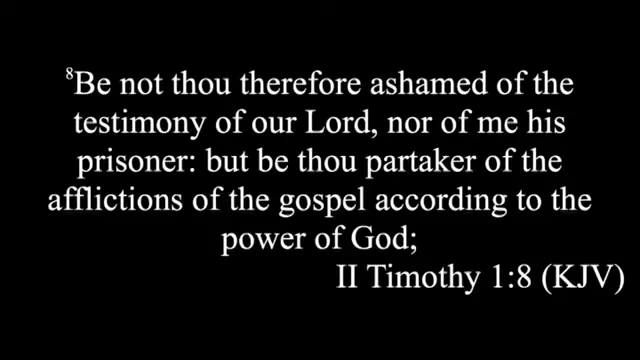 ⁸Be not thou therefore ashamed of the
testimony of our Lord, nor of me his
prisoner: but be thou partaker of the
afflictions of the gospel according to the
power of God;
II Timothy 1:8 (KJV)